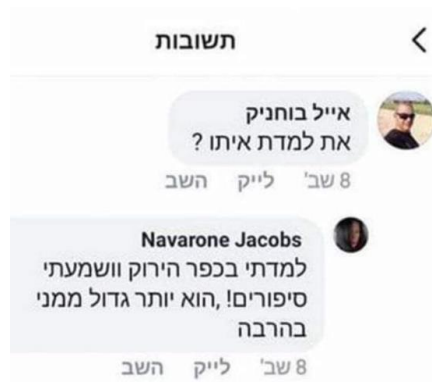 תשובות
אייל בוחניק
את למדת איתו ?
8 שב' לייק השב
Navarone Jacobs
למדתי בכפר הירוק וושמעתי
סיפורים! ,הוא יותר גדול ממני
בהרבה
8 שב' לייק השב